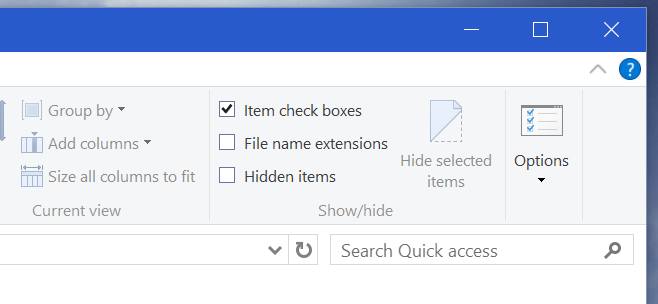 ?
Group by
Add columns
Size all columns to fit
Current view
Item check boxes
File name extensions
Hidden items
Hide selected
items
Show/hide
Options
Search Quick access